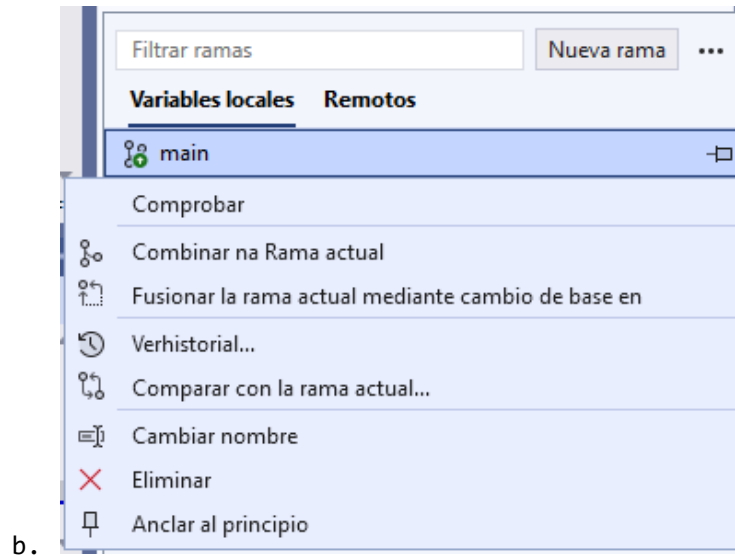 Filtrar ramas
Nueva rama ...
Variables locales Remotos
main
Comprobar
Combinar na Rama actual
Fusionar la rama actual mediante cambio de base en
Verhistorial...
Comparar con la rama actual...
Cambiar nombre
Eliminar
Anclar al principio
b.